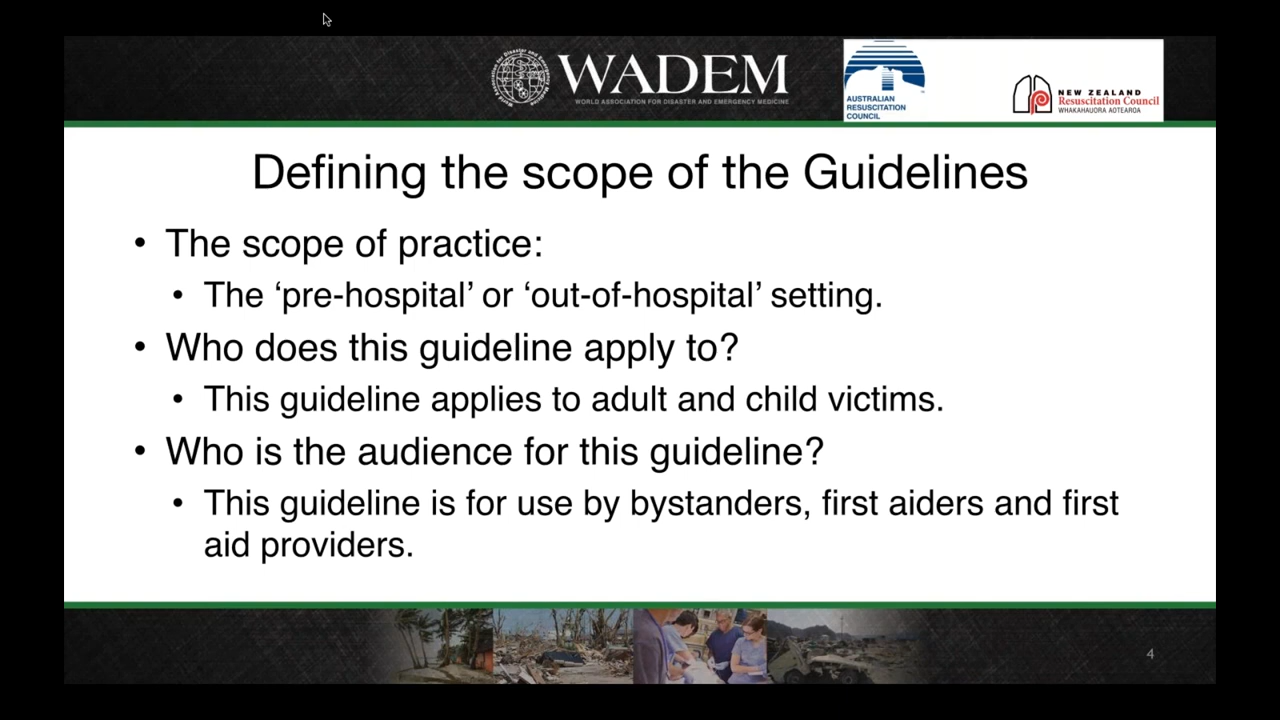 WADEM
WORLD ASSOCIATION FOR DISASTER AND EMERGENCY MEDICINE
AUSTRALIAN
RESUSCITATION
COUNCIL
NEW ZEALAND
Resuscitation Council
WHAKAHAUORA AOTEAROA
Defining the scope of the Guidelines
• The scope of practice:
• The ‘pre-hospital’ or ‘out-of-hospital’ setting.
• Who does this guideline apply to?
• This guideline applies to adult and child victims.
• Who is the audience for this guideline?
• This guideline is for use by bystanders, first aiders and first
aid providers.
4